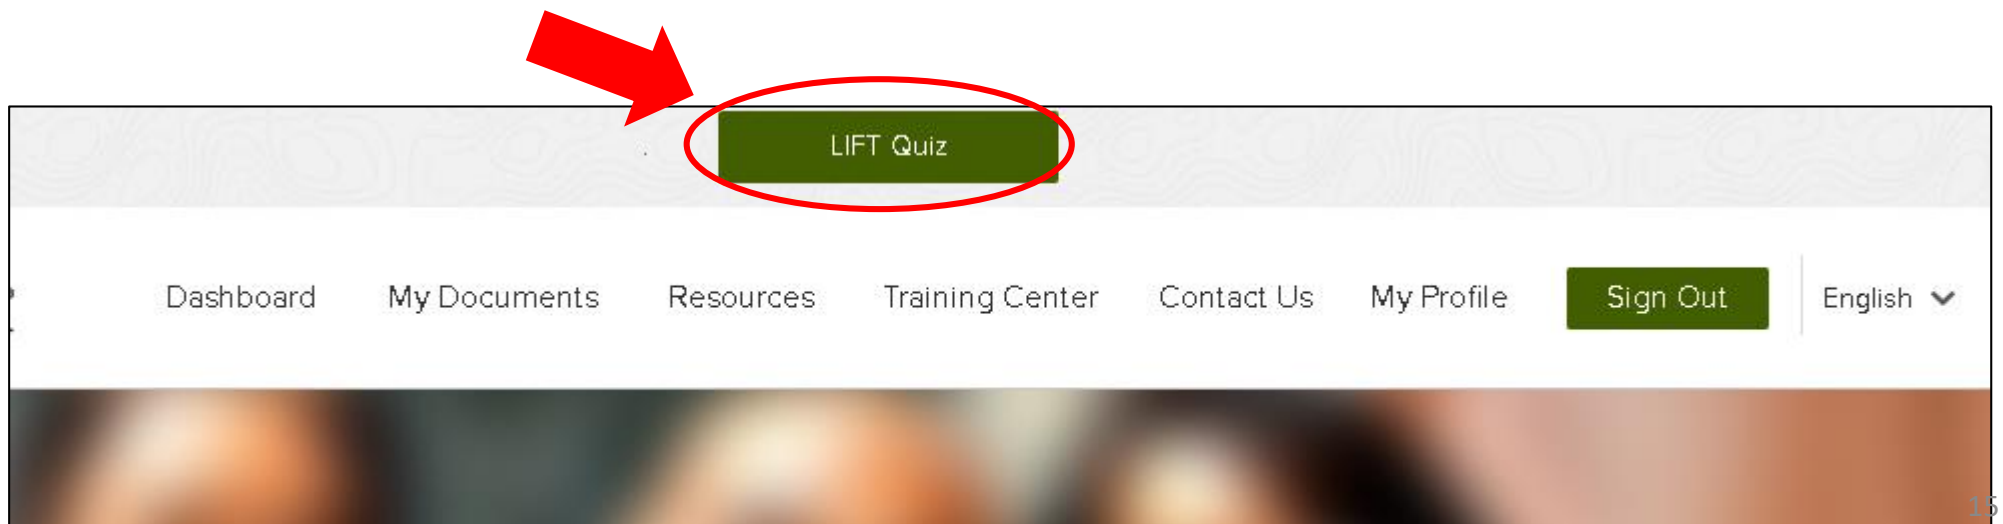 LIFT Quiz
Dashboard My Documents Resources Training Center Contact Us My Profile Sign Out English
15